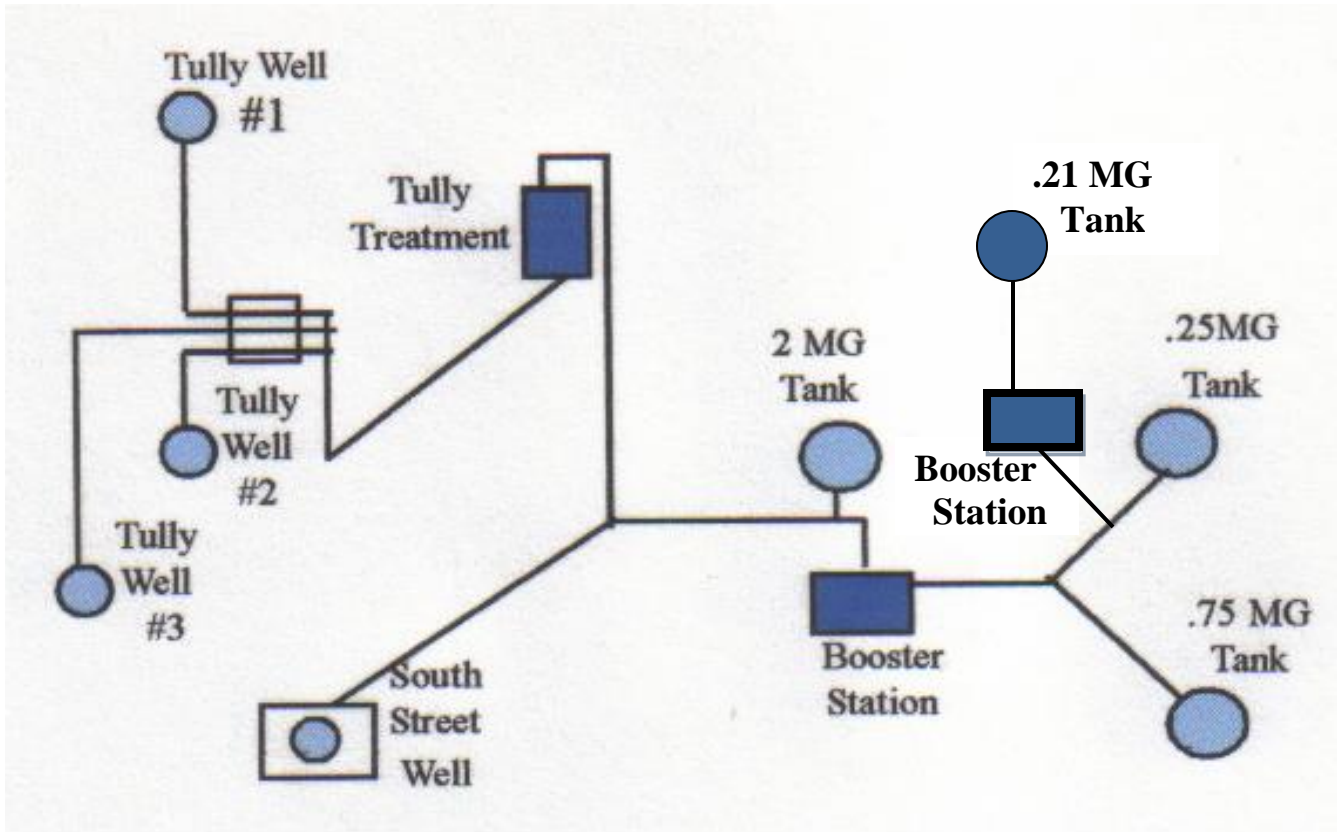 Tully Well
#1
Tully
Treatment
.21 MG
Tank
2 MG
Tank
.25MG
Tank
Tully
Well
#2
Booster
Station
Tully
Well
#3
.75 MG
Tank
Booster
Station
South
Street
Well